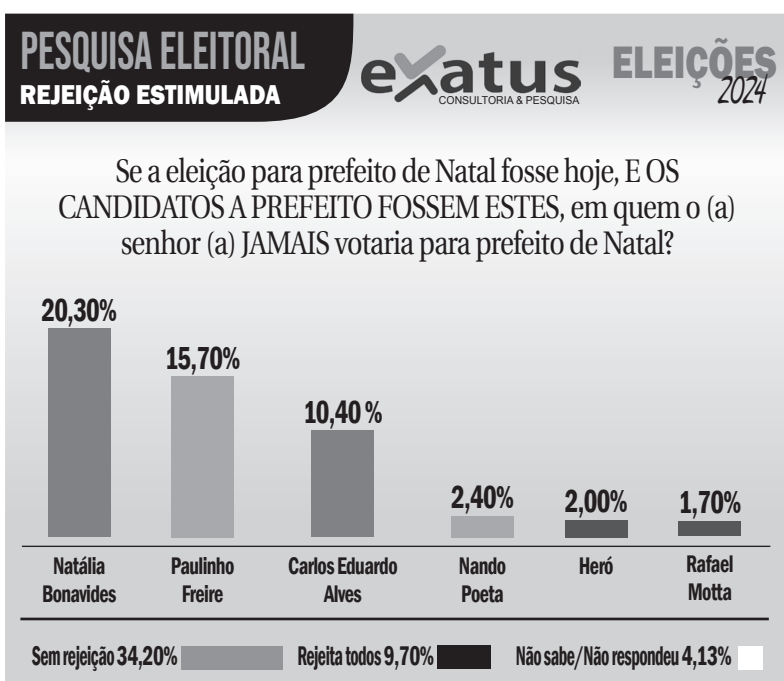 PESQUISA ELEITORAL
REJEIÇÃO ESTIMULADA
exatus
CONSULTORIA & PESQUISA
ELEIÇÕES
2024
Se a eleição para prefeito de Natal fosse hoje, E OS
CANDIDATOS A PREFEITO FOSSEM ESTES, em quem o (a)
senhor (a) JAMAIS votaria para prefeito de Natal?
20,30%
15,70%
10,40 %
2,40%
2,00%
1,70%
Natália
Bonavides
Paulinho
Freire
Carlos Eduardo
Alves
Nando
Poeta
Heró
Rafael
Motta
Sem rejeição 34,20%
Rejeita todos 9,70%
Não sabe/Não respondeu 4,13%